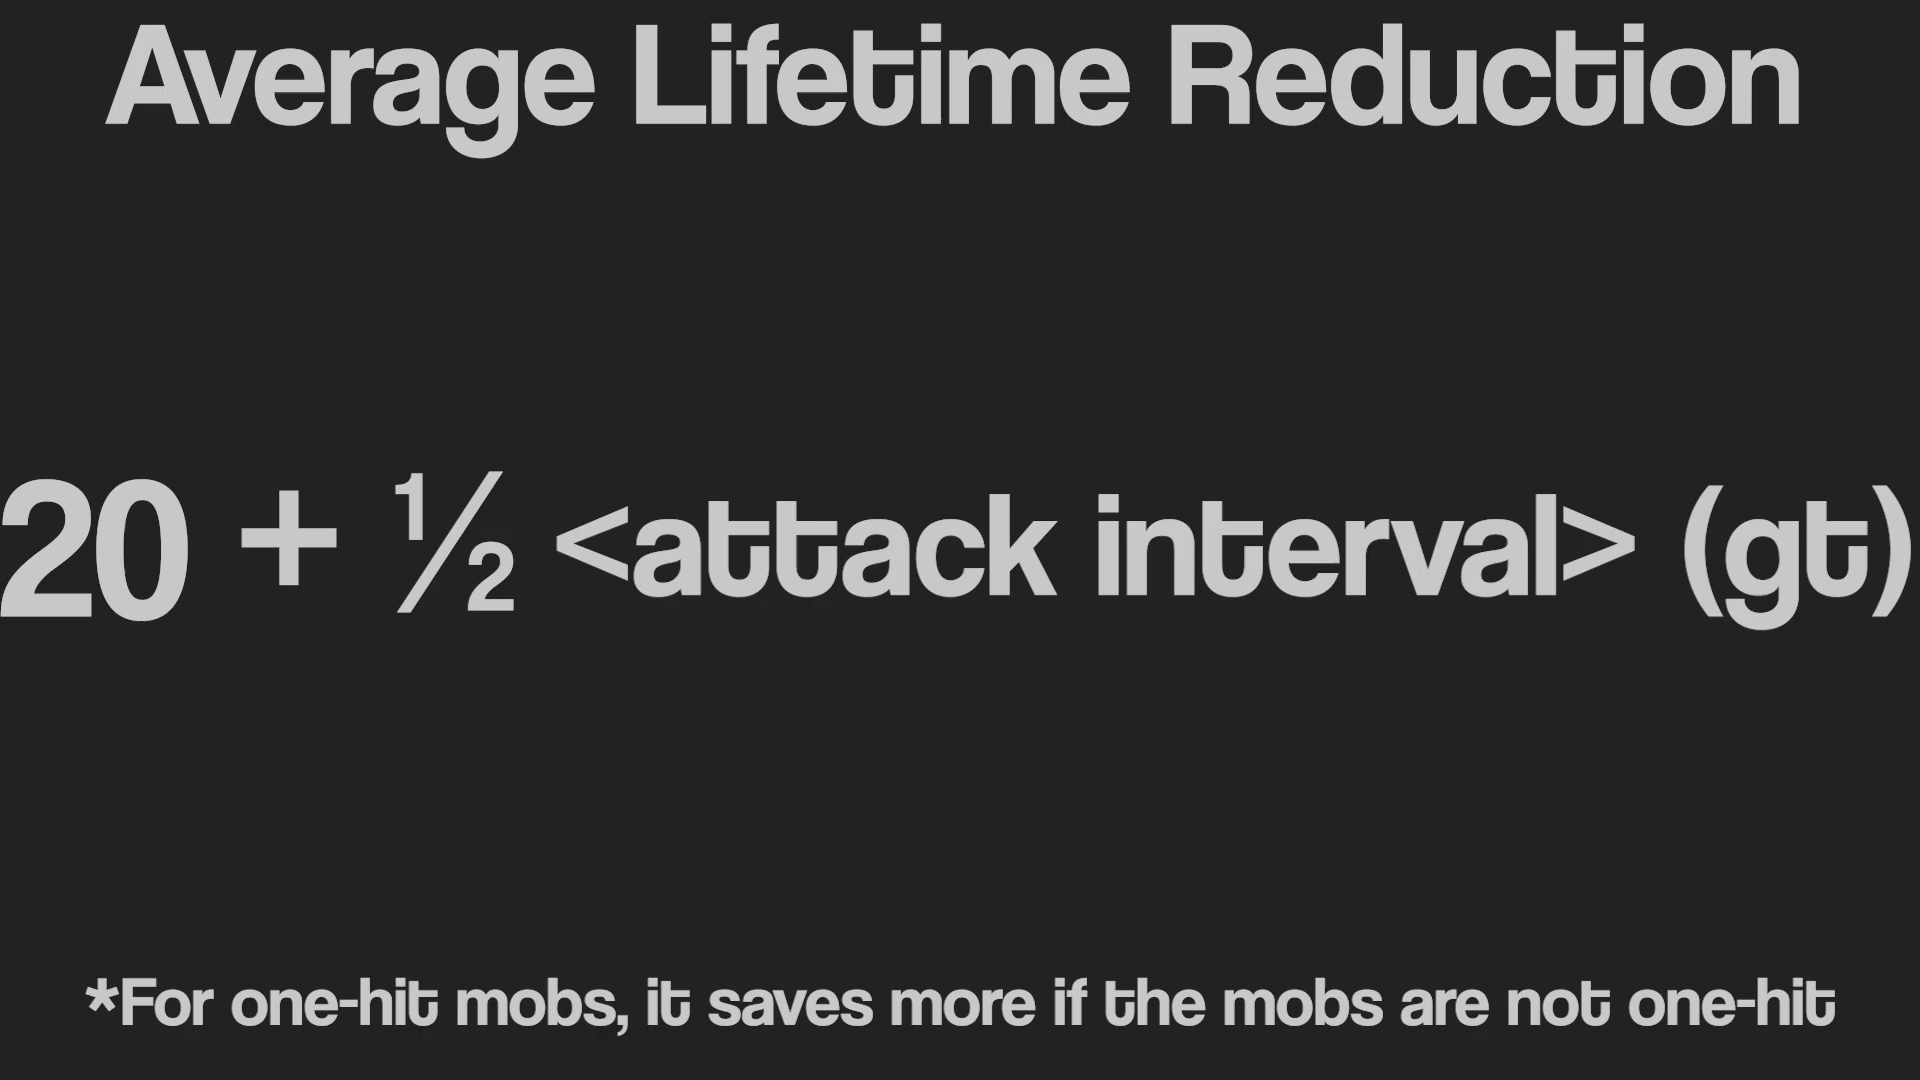 Average Lifetime Reduction
20 + ½ <attack interval> (gt)
*For one-hit mobs, it saves more if the mobs are not one-hit